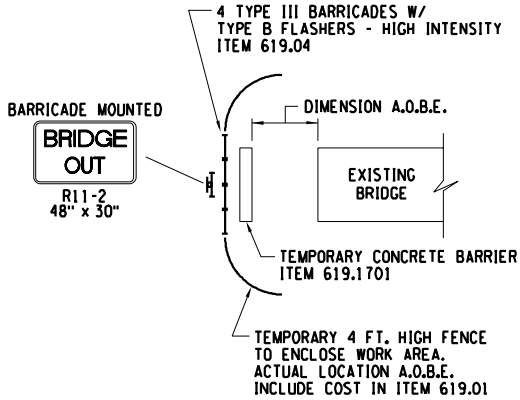 4 TYPE III BARRICADES W/
TYPE B FLASHERS - HIGH INTENSITY
ITEM 619.04
DIMENSION A.O.B.E.
BARRICADE MOUNTED
BRIDGE
OUT
R11-2
48" x 30"
EXISTING
BRIDGE
TEMPORARY CONCRETE BARRIER
ITEM 619.1701
TEMPORARY 4 FT. HIGH FENCE
TO ENCLOSE WORK AREA.
ACTUAL LOCATION A.O.B.E.
INCLUDE COST IN ITEM 619.01